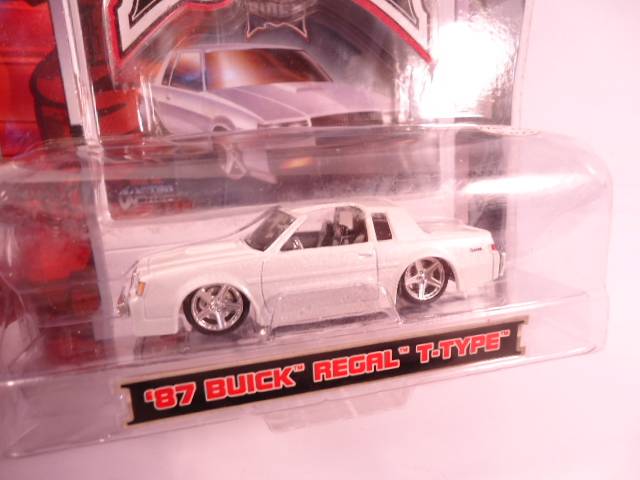 '87 BUICK™ REGAL™ T-TYPE™